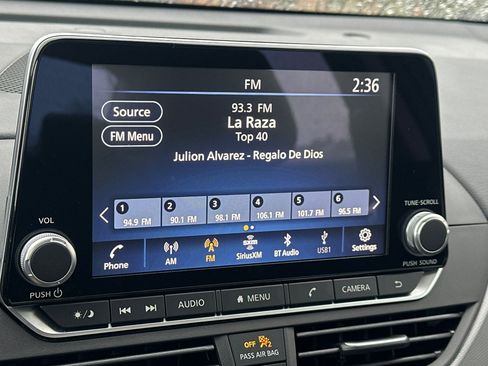 FM
2:36
Source
93.3 FM
La Raza
FM Menu
Top 40
Julion Alvarez - Regalo De Dios
1 2 3 4 5 6
94.9 FM 90.1 FM 98.1 FM 106.1 FM 101.7 FM 96.5 FM
VOL
TUNE·SCROLL
Phone AM FM SiriusXM BT Audio USB1 Settings
PUSH
PUSH SOUND
AUDIO MENU CAMERA
OFF 2
PASS AIR BAG